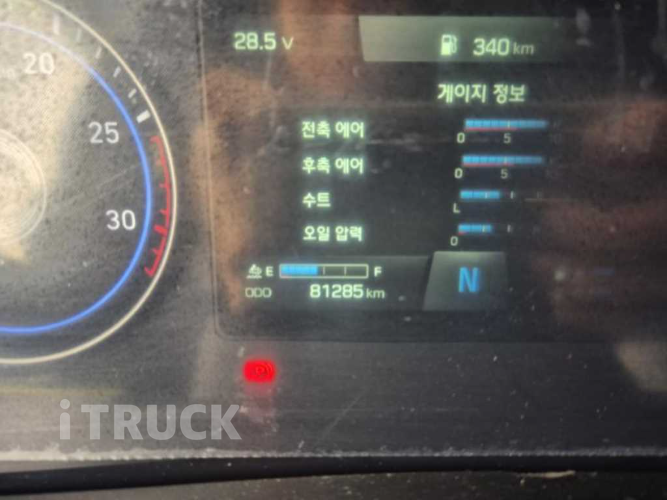 20
28.5 V
340 km
게이지 정보
25
전축 에어
0 5
후축 에어
0 5
수트
L
30
오일 압력
0
E F
N
ODO 81285 km
iTRUCK